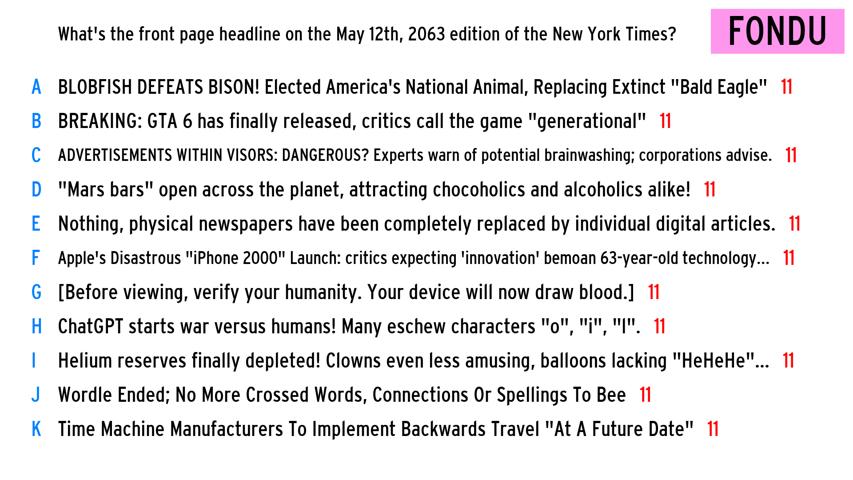 What's the front page headline on the May 12th, 2063 edition of the New York Times?
FONDU
A BLOBFISH DEFEATS BISON! Elected America's National Animal, Replacing Extinct "Bald Eagle" 11
B BREAKING: GTA 6 has finally released, critics call the game "generational" 11
C ADVERTISEMENTS WITHIN VISORS: DANGEROUS? Experts warn of potential brainwashing; corporations advise. 11
D "Mars bars" open across the planet, attracting chocoholics and alcoholics alike! 11
E Nothing, physical newspapers have been completely replaced by individual digital articles. 11
F Apple's Disastrous "iPhone 2000" Launch: critics expecting 'innovation' bemoan 63-year-old technology... 11
G [Before viewing, verify your humanity. Your device will now draw blood.] 11
H ChatGPT starts war versus humans! Many eschew characters "o", "i", "l". 11
I Helium reserves finally depleted! Clowns even less amusing, balloons lacking "HeHeHe"... 11
J Wordle Ended; No More Crossed Words, Connections Or Spellings To Bee 11
K Time Machine Manufacturers To Implement Backwards Travel "At A Future Date" 11